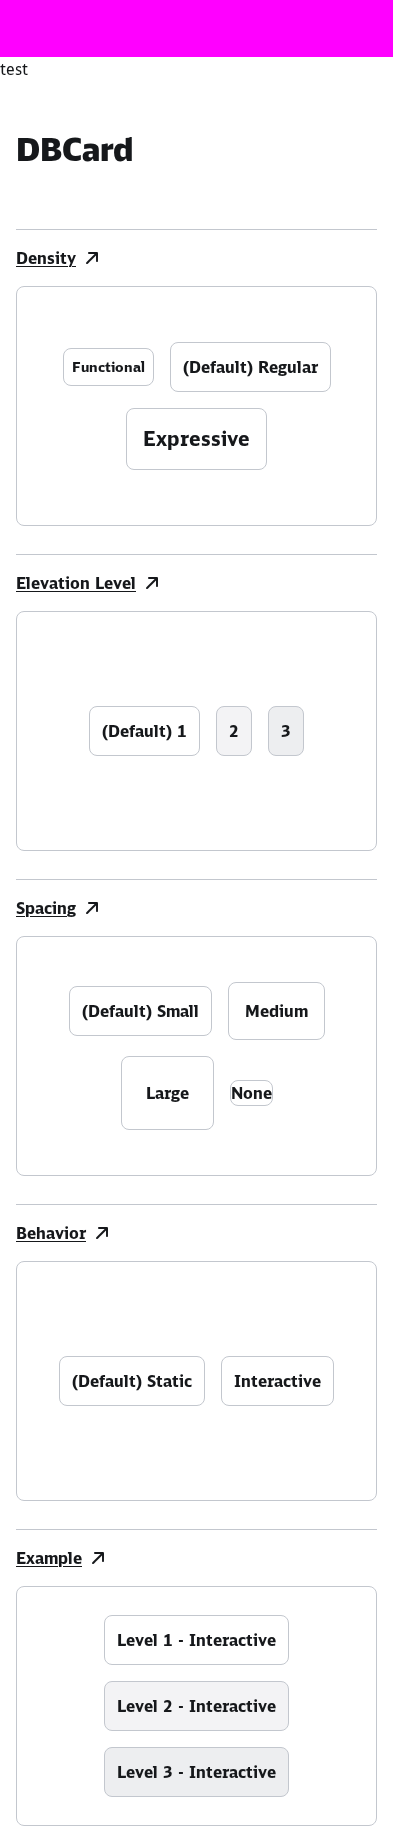 test
DBCard
Density
Functional
(Default) Regular
Expressive
Elevation Level
(Default) 1
2
3
Spacing
(Default) Small
Medium
Large
None
Behavior
(Default) Static
Interactive
Example
Level 1 - Interactive
Level 2 - Interactive
Level 3 - Interactive